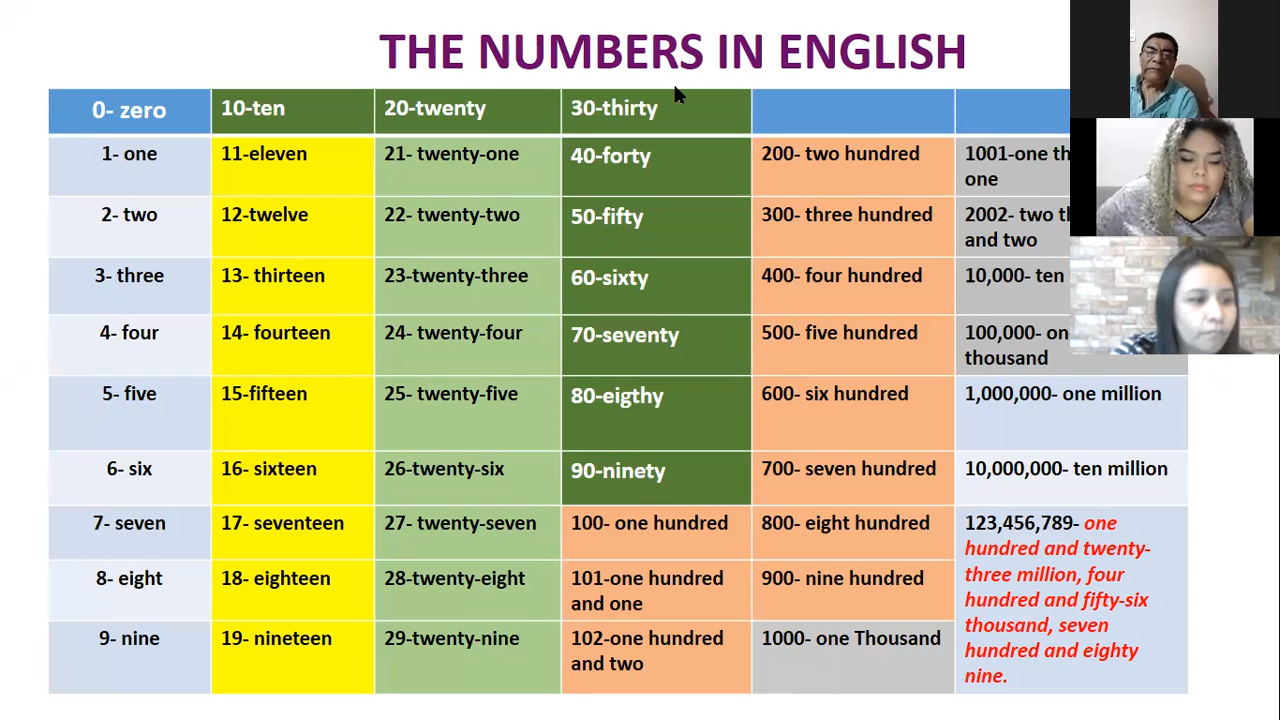 THE NUMBERS IN ENGLISH
0- zero 10-ten 20-twenty 30-thirty
1- one 11-eleven 21- twenty-one 40-forty 200- two hundred 1001-one
one
2- two 12-twelve 22- twenty-two 50-fifty 300- three hundred 2002- two
and two
3- three 13- thirteen 23-twenty-three 60-sixty 400- four hundred 10,000- ten
4- four 14- fourteen 24- twenty-four 70-seventy 500- five hundred 100,000-
thousand
5- five 15-fifteen 25- twenty-five 80-eigthy 600- six hundred 1,000,000- one million
6- six 16- sixteen 26-twenty-six 90-ninety 700- seven hundred 10,000,000- ten million
7- seven 17- seventeen 27- twenty-seven 100- one hundred 800- eight hundred 123,456,789- one
hundred and twenty-
three million, four
hundred and fifty-six
thousand, seven
hundred and eighty
nine.
8- eight 18- eighteen 28-twenty-eight 101-one hundred
and one
900- nine hundred
9- nine 19- nineteen 29-twenty-nine 102-one hundred
and two
1000- one Thousand